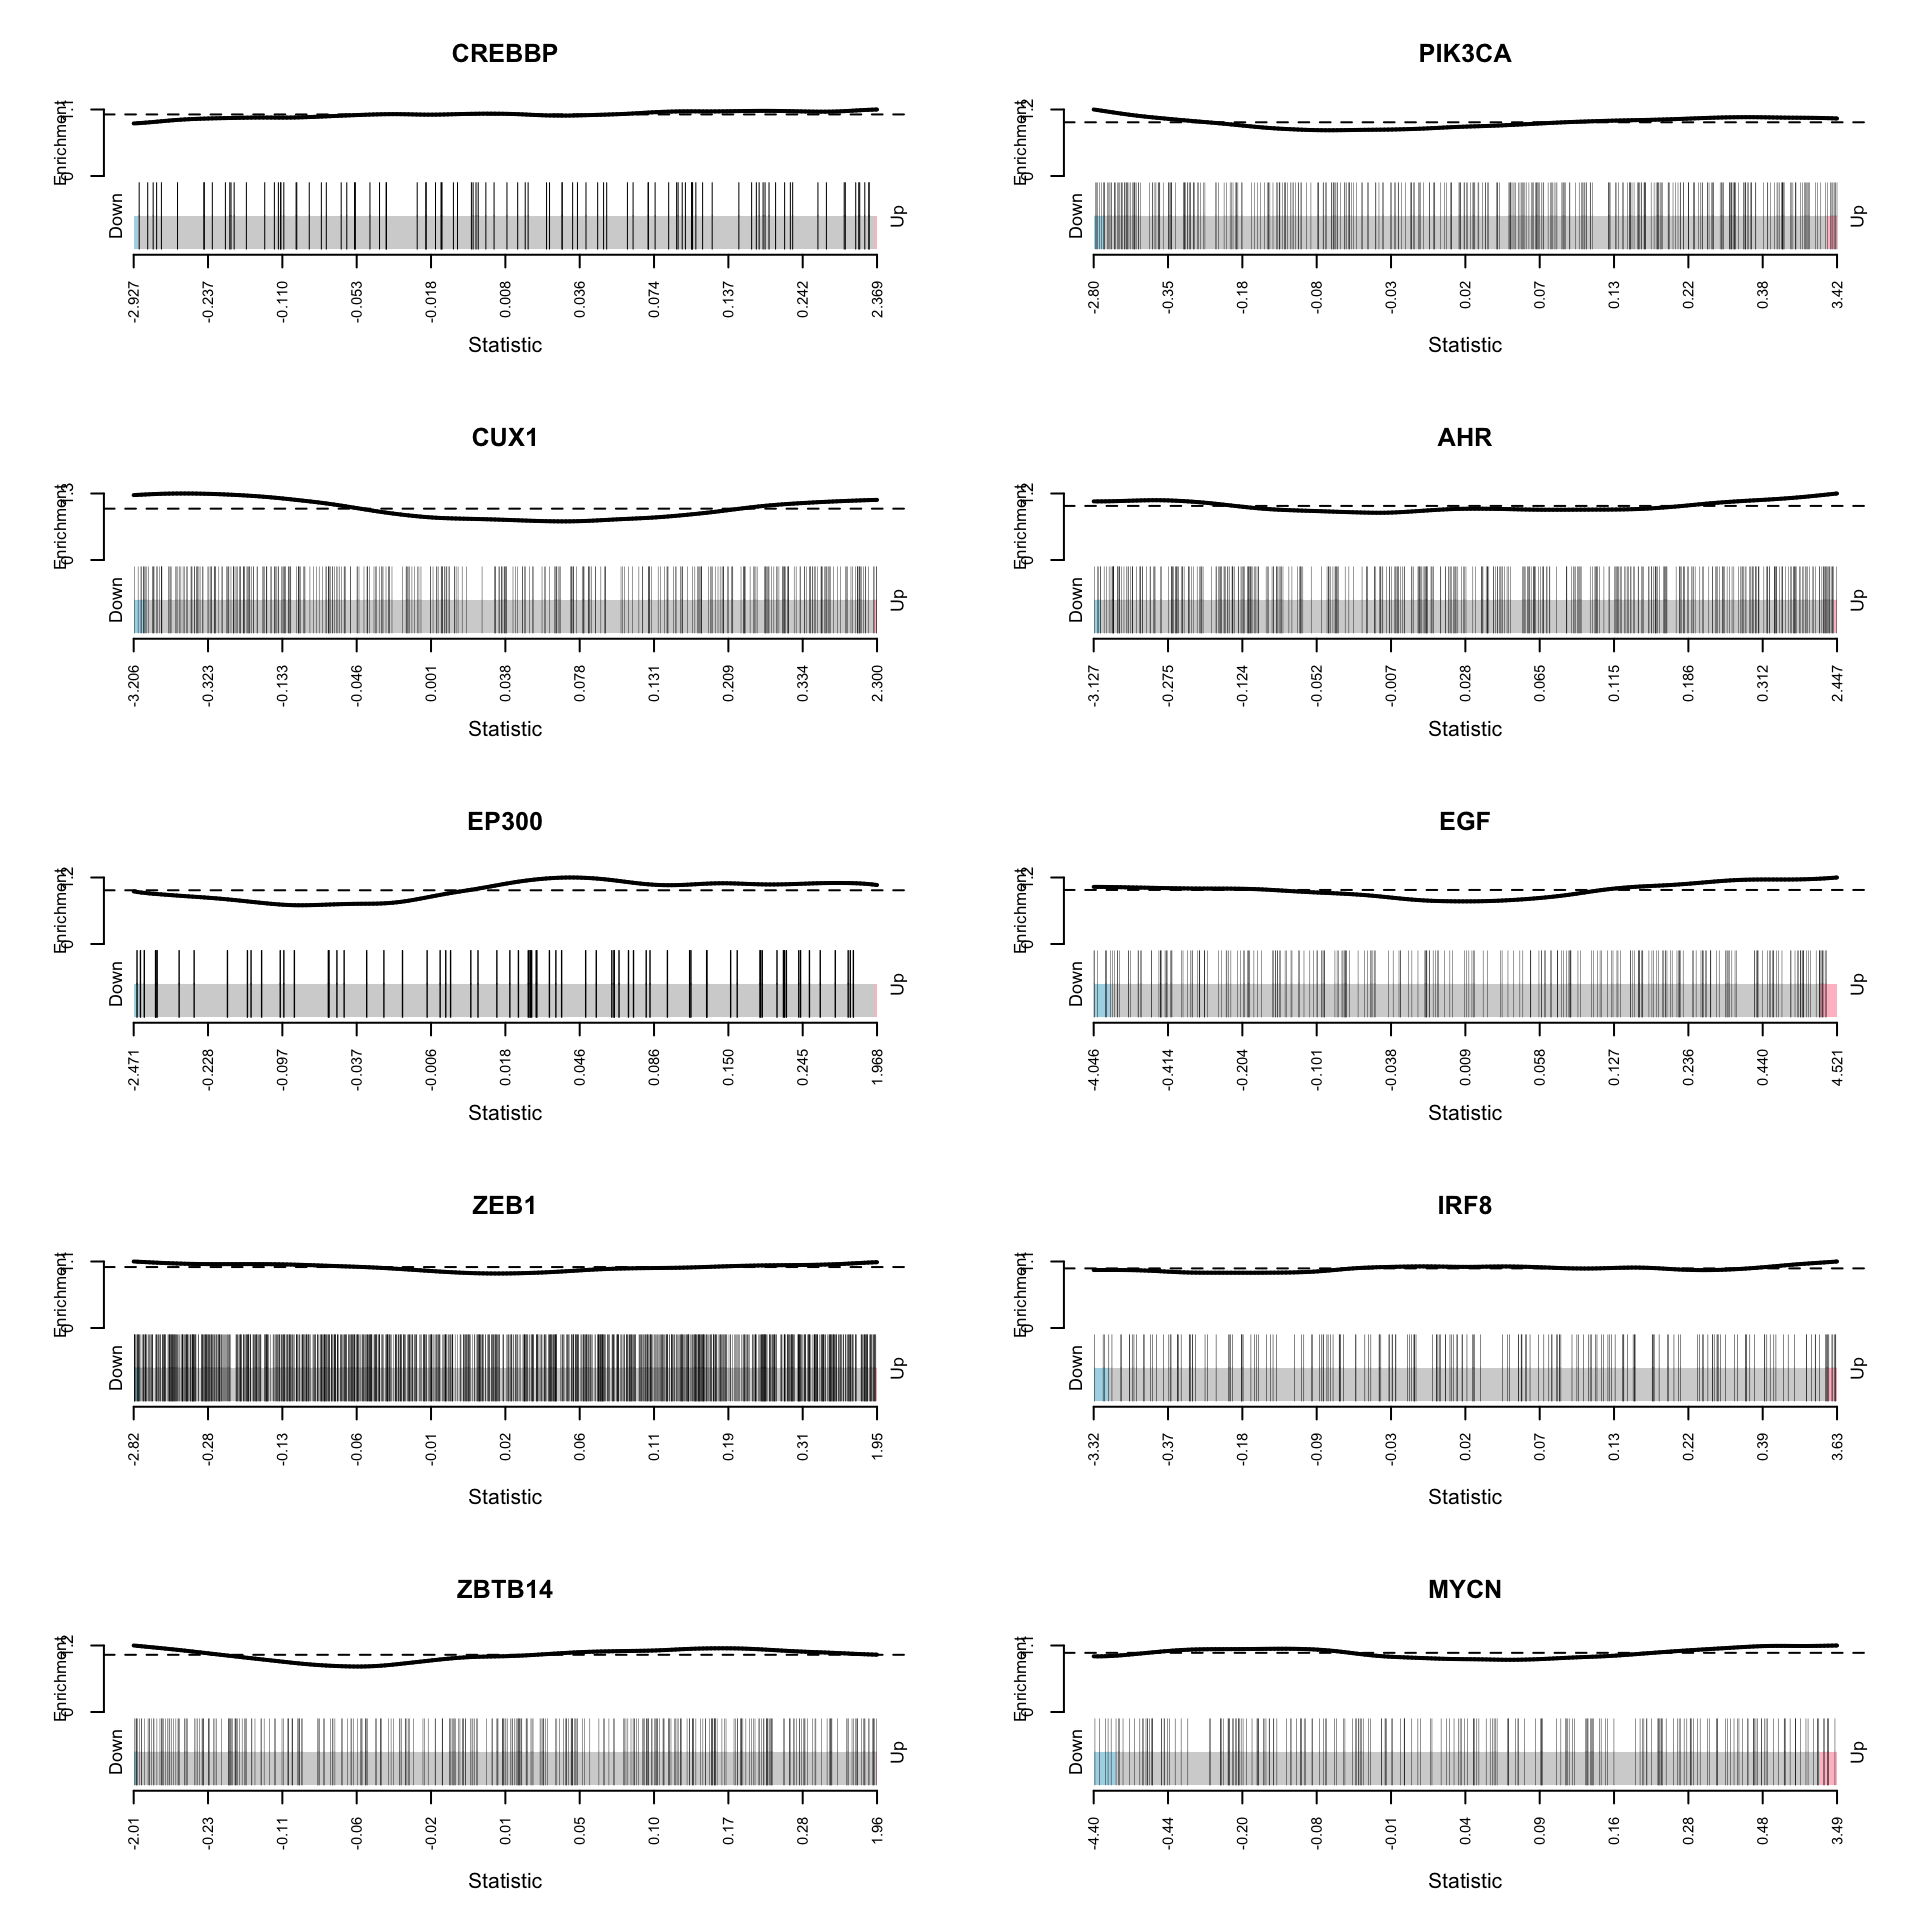 CREBBP
Enrichment
0 1.1
Down
Up
-2.927 -0.237 -0.110 -0.053 -0.018 0.008 0.036 0.074 0.137 0.242 2.369
Statistic
PIK3CA
Enrichment
0 1.2
Down
Up
-2.80 -0.35 -0.18 -0.08 -0.03 0.02 0.07 0.13 0.22 0.38 3.42
Statistic
CUX1
Enrichment
0 1.3
Down
Up
-3.206 -0.323 -0.133 -0.046 0.001 0.038 0.078 0.131 0.209 0.334 2.300
Statistic
AHR
Enrichment
0 1.2
Down
Up
-3.127 -0.275 -0.124 -0.052 -0.007 0.028 0.065 0.115 0.186 0.312 2.447
Statistic
EP300
Enrichment
0 1.2
Down
Up
-2.471 -0.228 -0.097 -0.037 -0.006 0.018 0.046 0.086 0.150 0.245 1.968
Statistic
EGF
Enrichment
0 1.2
Down
Up
-4.046 -0.414 -0.204 -0.101 -0.038 0.009 0.058 0.127 0.236 0.440 4.521
Statistic
ZEB1
Enrichment
0 1.1
Down
Up
-2.82 -0.28 -0.13 -0.06 -0.01 0.02 0.06 0.11 0.19 0.31 1.95
Statistic
IRF8
Enrichment
0 1.1
Down
Up
-3.32 -0.37 -0.18 -0.09 -0.03 0.02 0.07 0.13 0.22 0.39 3.63
Statistic
ZBTB14
Enrichment
0 1.2
Down
Up
-2.01 -0.23 -0.11 -0.06 -0.02 0.01 0.05 0.10 0.17 0.28 1.96
Statistic
MYCN
Enrichment
0 1.1
Down
Up
-4.40 -0.44 -0.20 -0.08 -0.01 0.04 0.09 0.16 0.28 0.48 3.49
Statistic